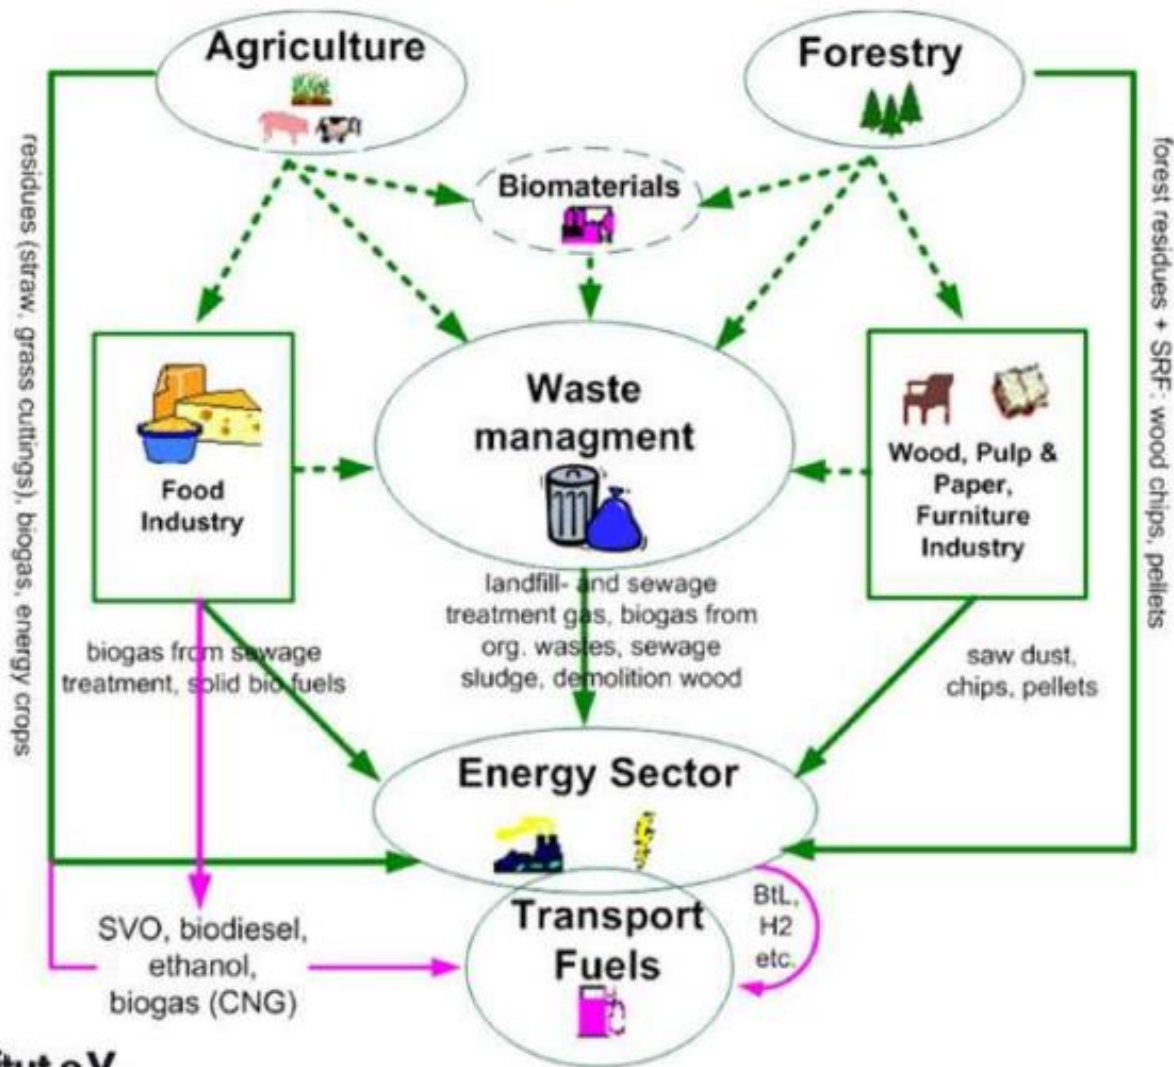 Agriculture
Forestry
Biomaterials
residues (straw, grass cuttings), biogas, energy crops
forest residues + SRF: wood chips, pellets
Food
Industry
Waste
managment
Wood, Pulp &
Paper,
Furniture
Industry
biogas from sewage
treatment, solid bio fuels
landfill- and sewage
treatment gas, biogas from
org. wastes, sewage
sludge, demolition wood
saw dust,
chips, pellets
Energy Sector
SVO, biodiesel,
ethanol,
biogas (CNG)
Transport
Fuels
BtL,
H2
etc.